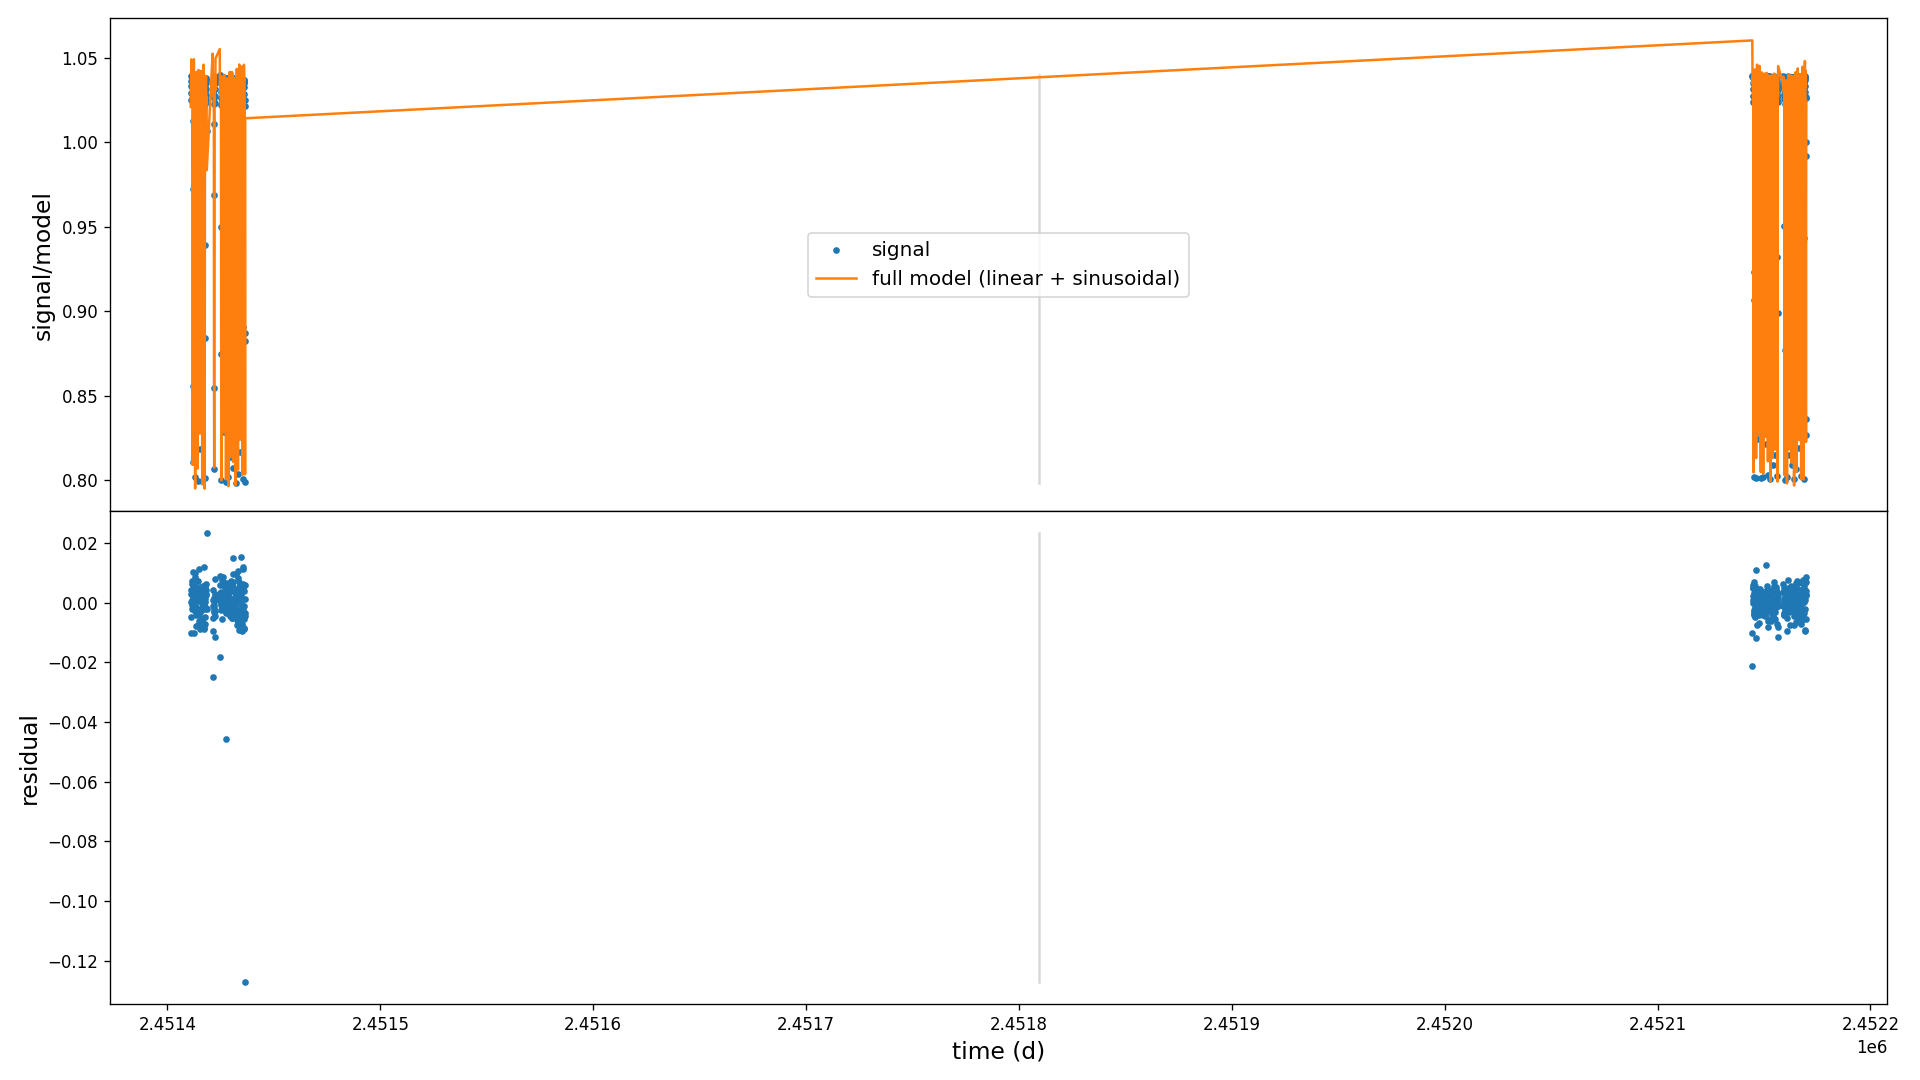 1.05
1.00
0.95
0.90
0.85
0.80
signal/model
signal
full model (linear + sinusoidal)
0.02
0.00
−0.02
−0.04
−0.06
−0.08
−0.10
−0.12
residual
2.4514 2.4515 2.4516 2.4517 2.4518 2.4519 2.4520 2.4521 2.4522
1e6
time (d)